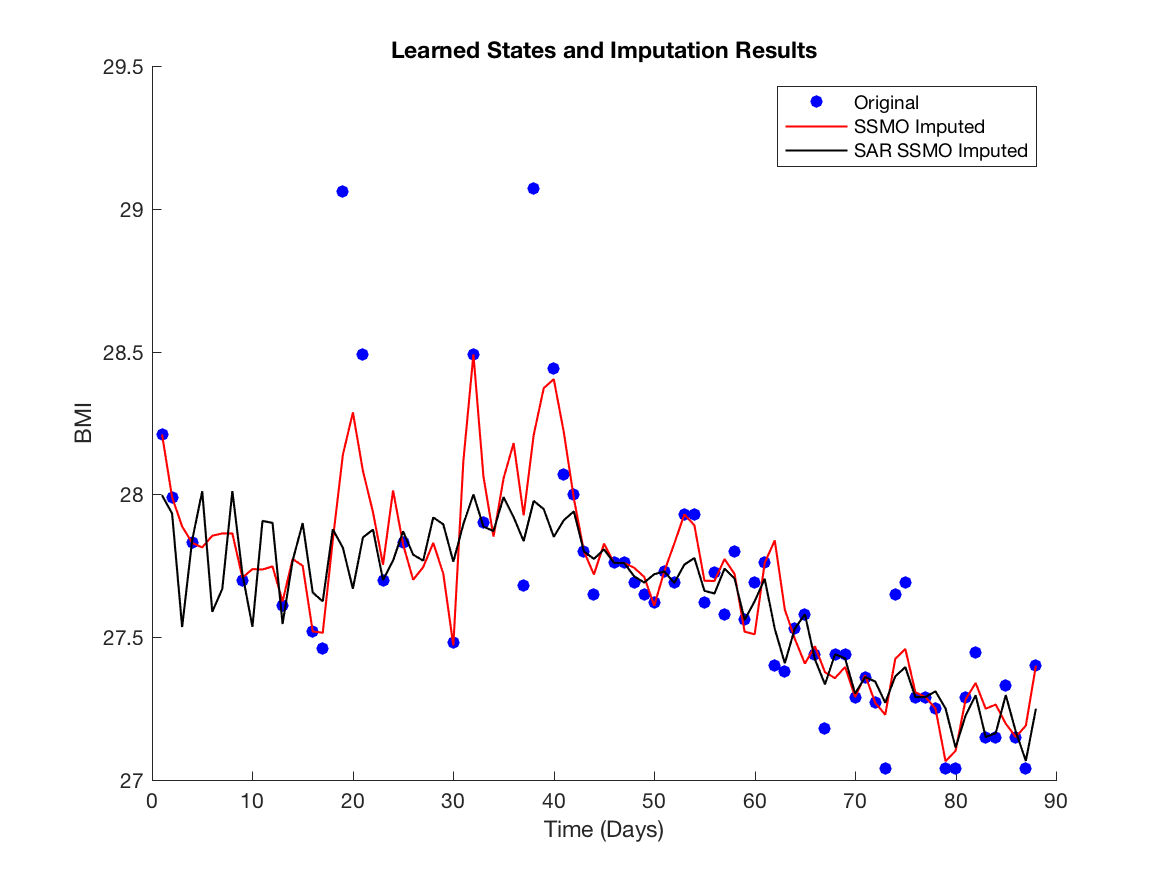 Learned States and Imputation Results
29.5
29
28.5
28
27.5
27
BMI
Original
SSMO Imputed
SAR SSMO Imputed
0 10 20 30 40 50 60 70 80 90
Time (Days)